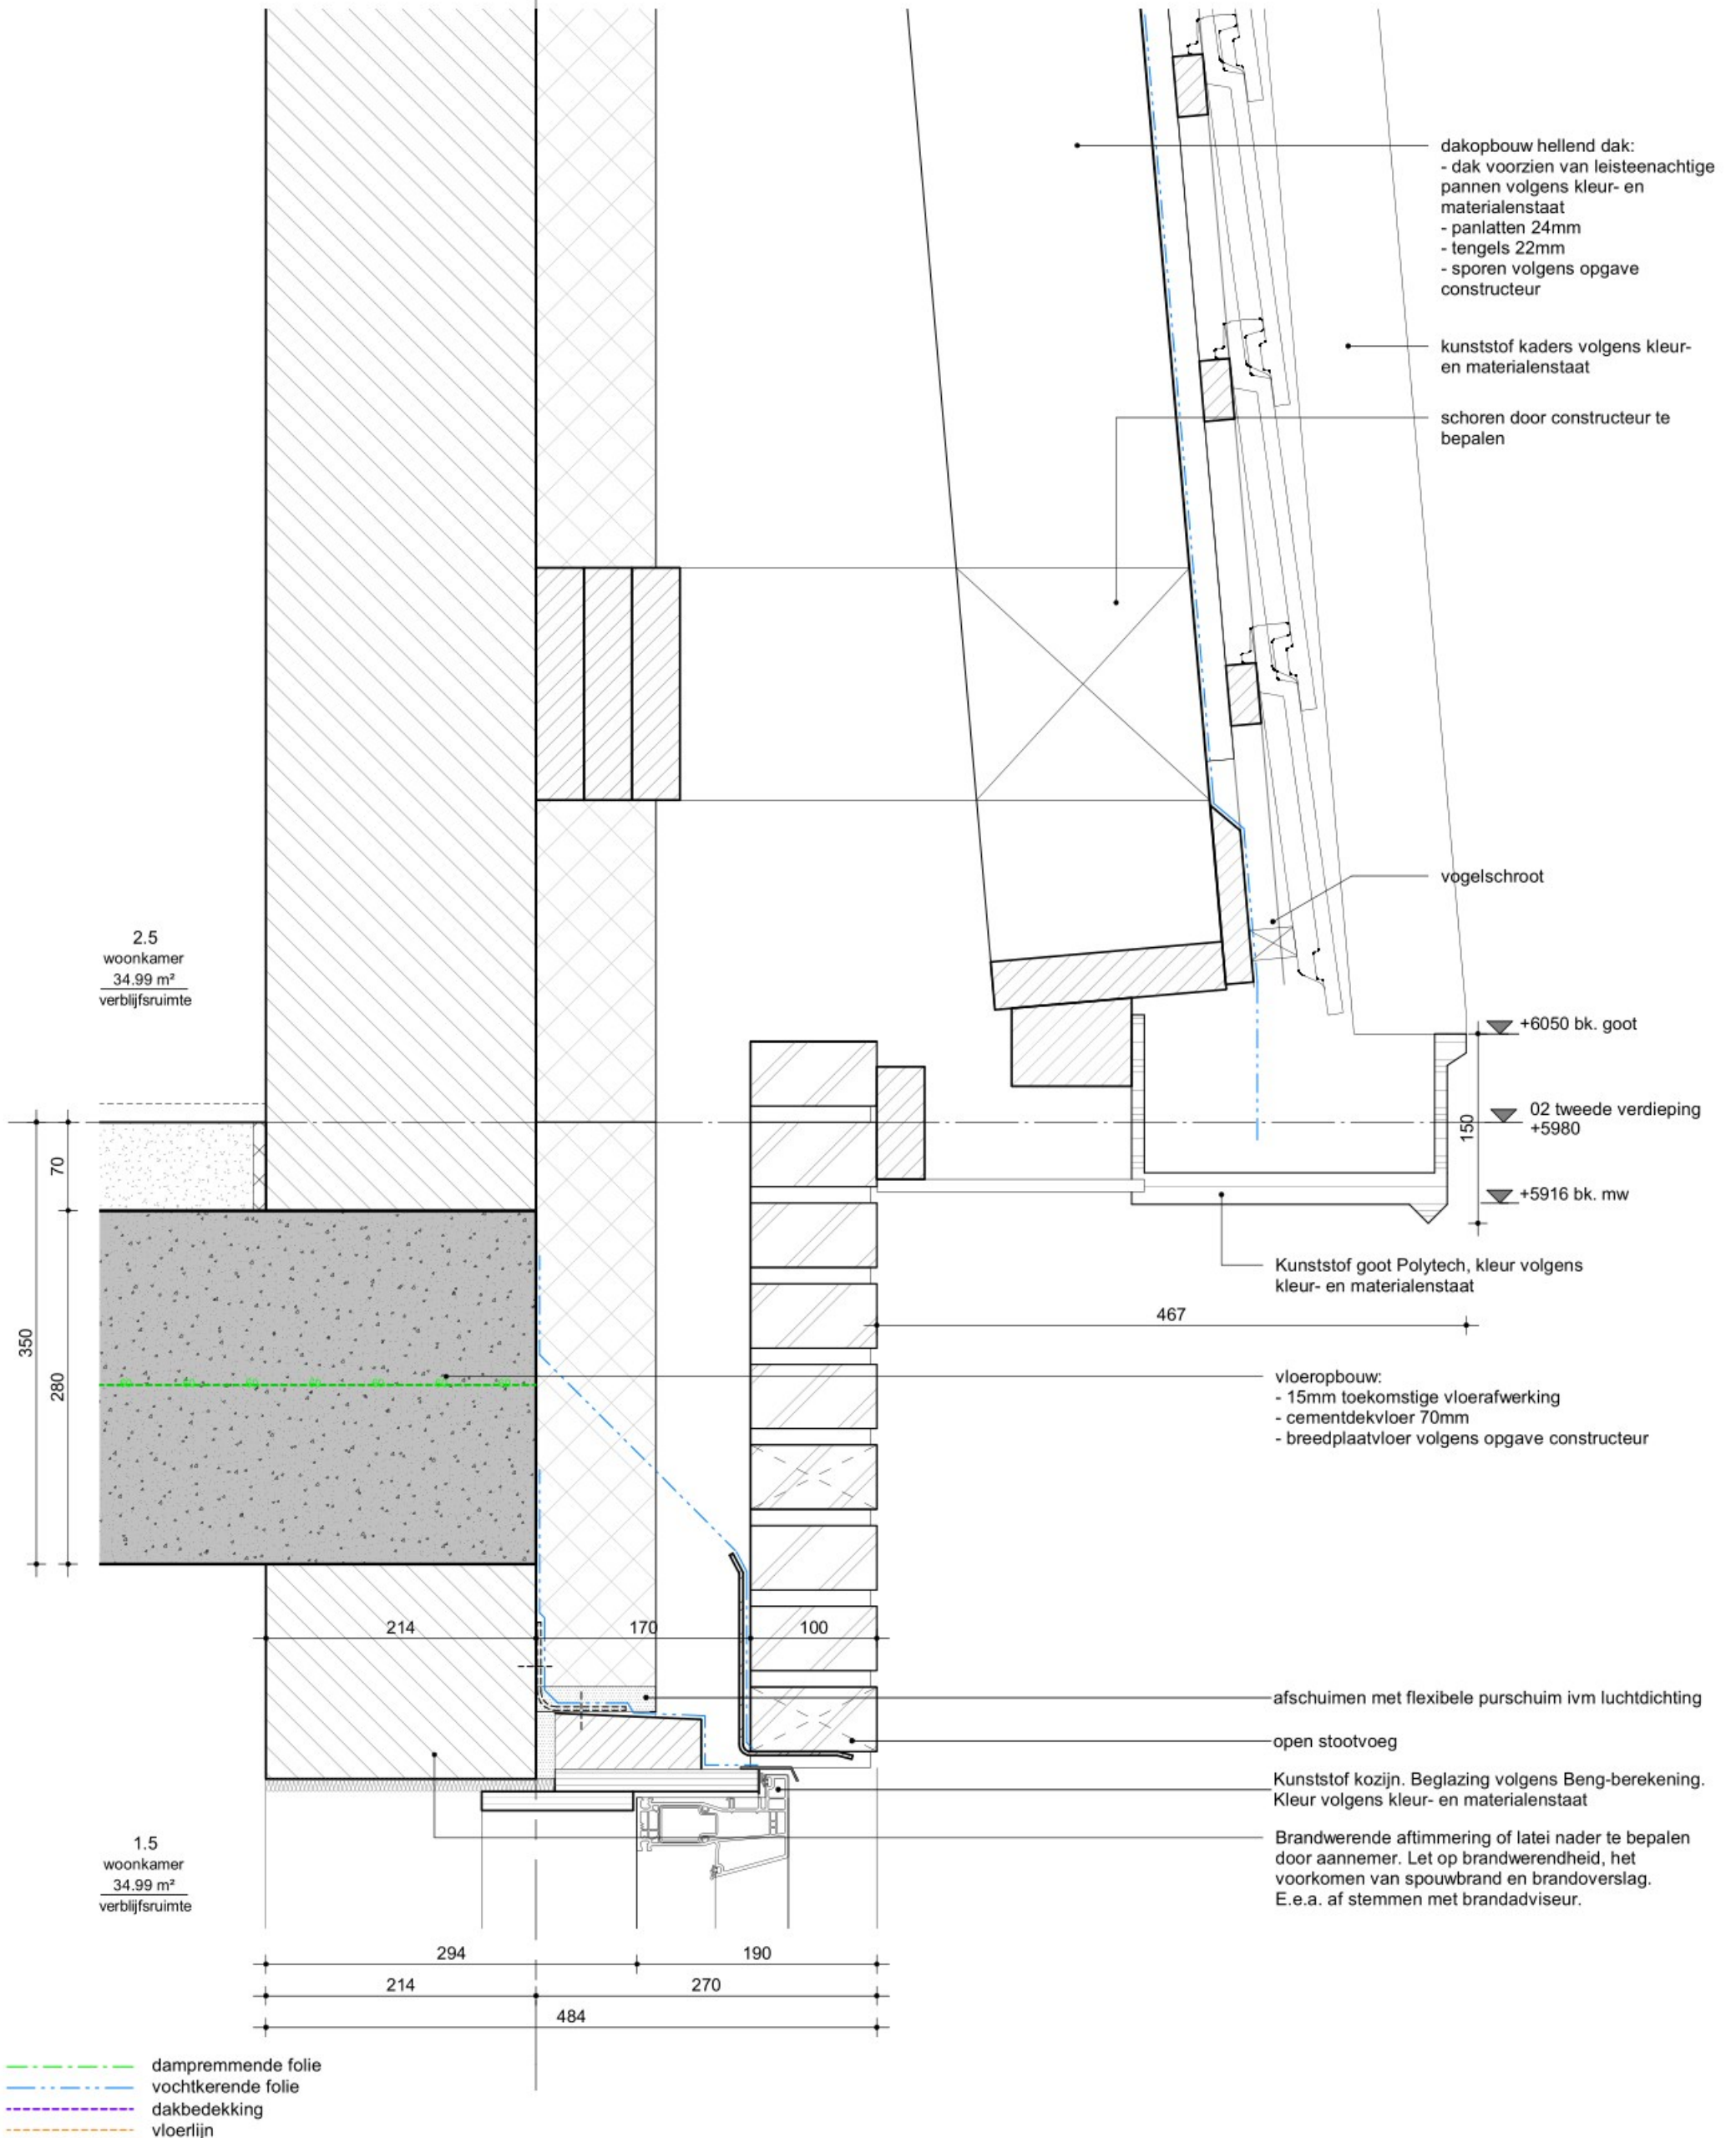 dakopbouw hellend dak:
- dak voorzien van leisteenachtige
pannen volgens kleur- en
materialenstaat
- panlatten 24mm
- tengels 22mm
- sporen volgens opgave
constructeur
kunststof kaders volgens kleur-
en materialenstaat
schoren door constructeur te
bepalen
vogelschroot
2.5
woonkamer
34.99 m²
verblijfsruimte
+6050 bk. goot
02 tweede verdieping
+5980
150
+5916 bk. mw
70
350
280
Kunststof goot Polytech, kleur volgens
kleur- en materialenstaat
467
vloeropbouw:
- 15mm toekomstige vloerafwerking
- cementdekvloer 70mm
- breedplaatvloer volgens opgave constructeur
60 60 60 60 60 60 60
214
170
100
afschuimen met flexibele purschuim ivm luchtdichting
open stootvoeg
Kunststof kozijn. Beglazing volgens Beng-berekening.
Kleur volgens kleur- en materialenstaat
Brandwerende aftimmering of latei nader te bepalen
door aannemer. Let op brandwerendheid, het
voorkomen van spouwbrand en brandoverslag.
E.e.a. af stemmen met brandadviseur.
1.5
woonkamer
34.99 m²
verblijfsruimte
294
190
214
270
484
dampremmende folie
vochtkerende folie
dakbedekking
vloerlijn